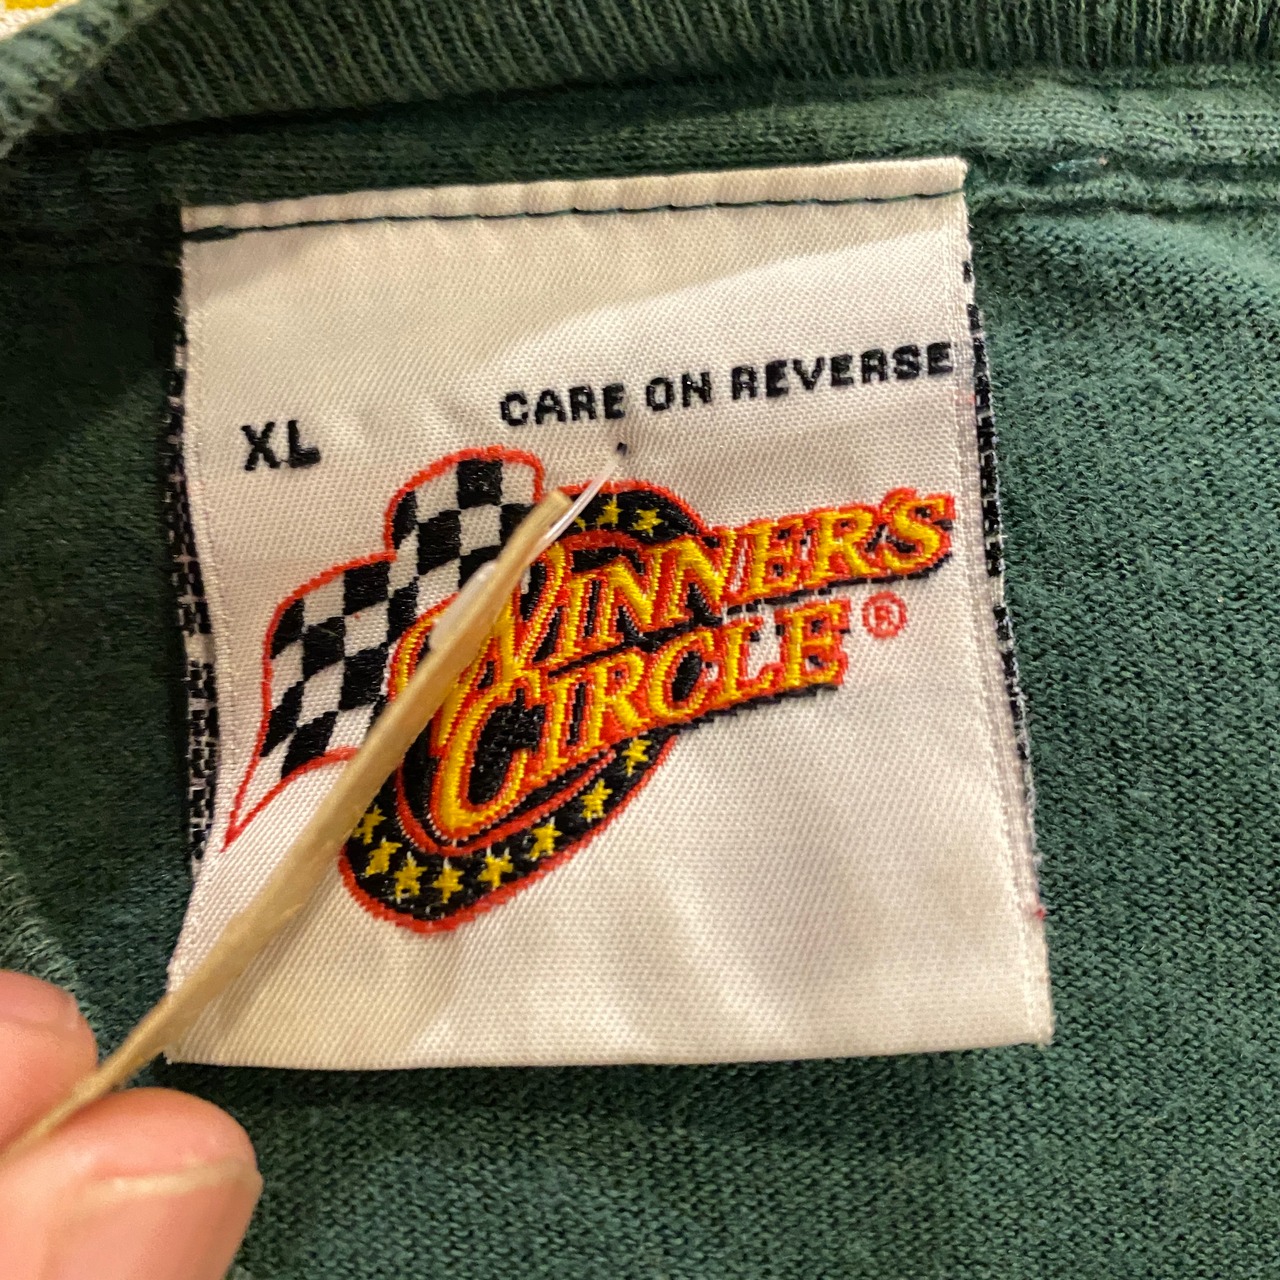 CARE ON REVERSE
XL
WINNER'S
CIRCLE®